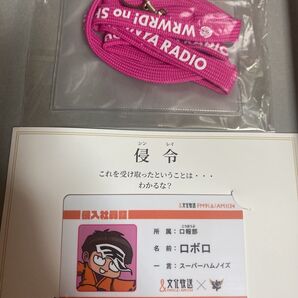 ATA RADIO
WRWRD! no S
シン レイ
侵 令
これを受け取ったということは・・・
わかるな?
文化放送 FM91.6/AM1134
侵入社員証
所 属：口報部
名 前：ロボロ
一 言：スーパーハムノイズ
文化放送 ×